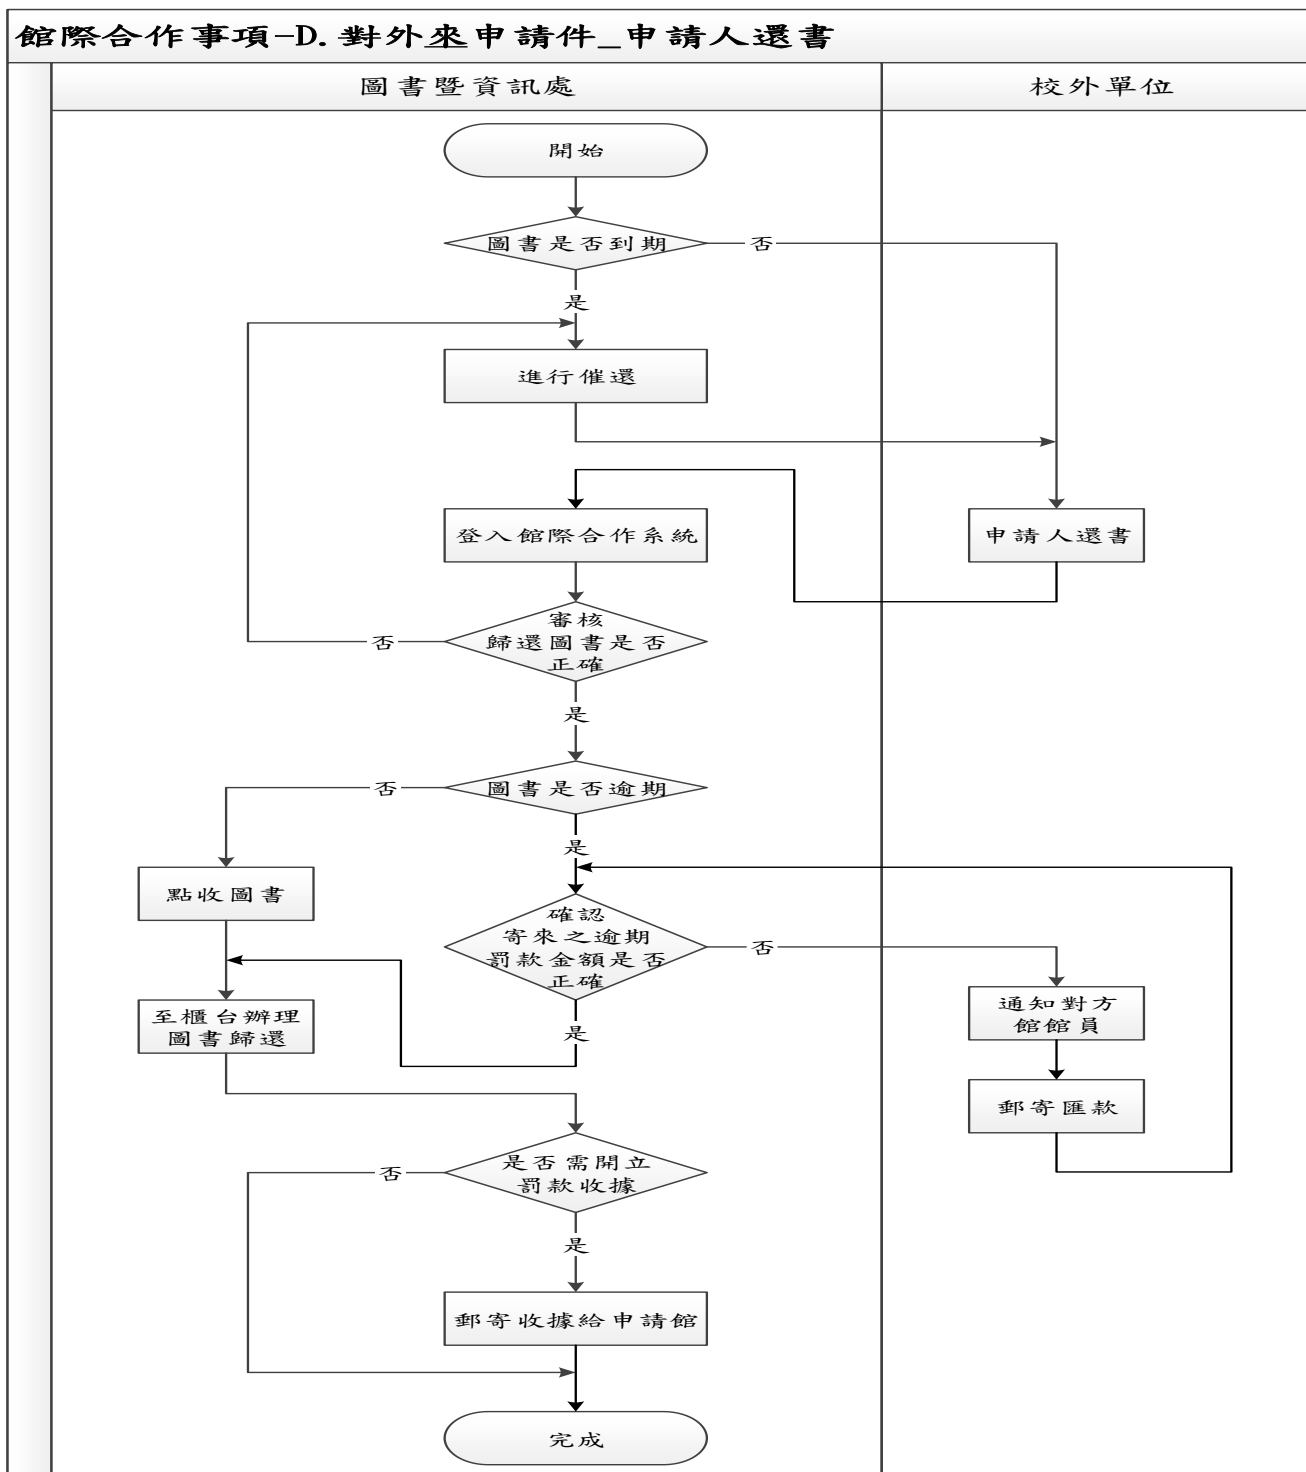 館際合作事項-D.對外來申請件_申請人還書
圖書暨資訊處
校外單位
開始
圖書是否到期
否
是
進行催還
登入館際合作系統
申請人還書
審核
歸還圖書是否
正確
否
是
圖書是否逾期
否
是
點收圖書
確認
寄來之逾期
罰款金額是否
正確
否
是
通知對方
館館員
至櫃台辦理
圖書歸還
郵寄匯款
是否需開立
罰款收據
否
是
郵寄收據給申請館
完成